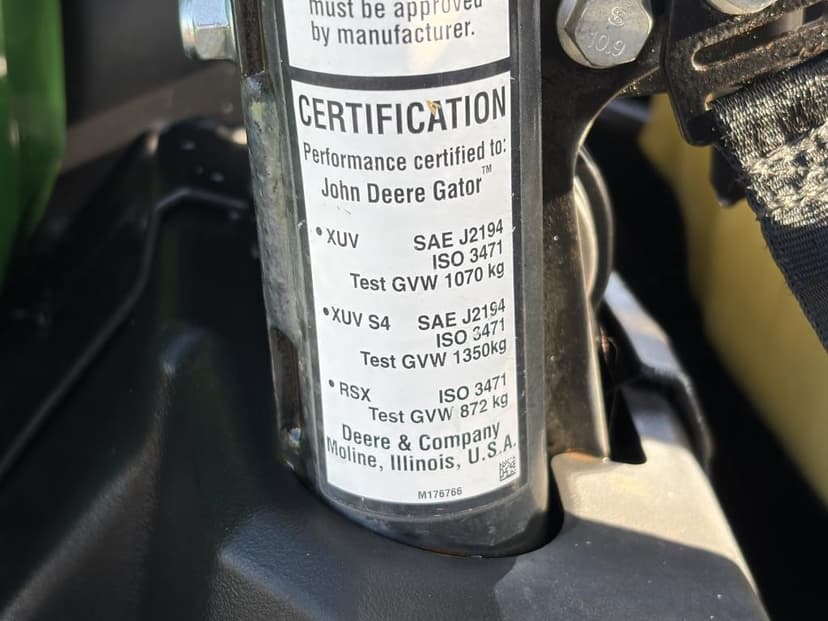 must be approved
by manufacturer.
CERTIFICATION
Performance certified to:
John Deere Gator™
•XUV SAE J2194
ISO 3471
Test GVW 1070 kg
•XUV S4 SAE J2194
ISO 3471
Test GVW 1350kg
•RSX ISO 3471
Test GVW 872 kg
Deere & Company
Moline, Illinois, U.S.A.
M176766
10.9